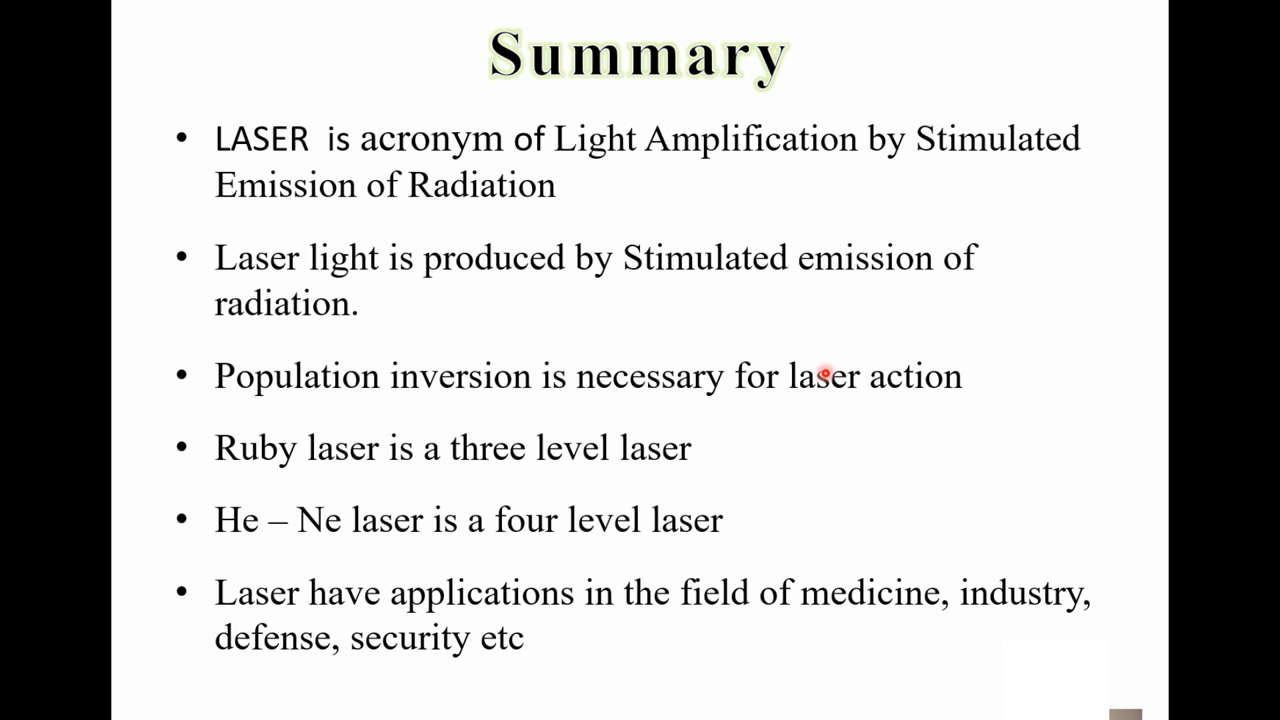 Summary
• LASER is acronym of Light Amplification by Stimulated
Emission of Radiation
• Laser light is produced by Stimulated emission of
radiation.
• Population inversion is necessary for laser action
• Ruby laser is a three level laser
• He – Ne laser is a four level laser
• Laser have applications in the field of medicine, industry,
defense, security etc